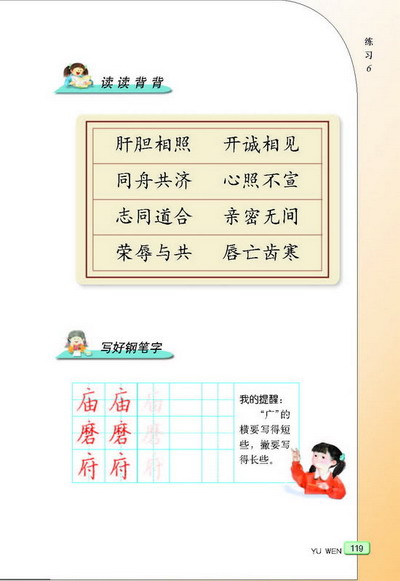 练习6
读读背背
肝胆相照 开诚相见
同舟共济 心照不宣
志同道合 亲密无间
荣辱与共 唇亡齿寒
写好钢笔字
庙 庙 庙
磨 磨 磨
府 府 府
我的提醒：
“广”的
横要写得短
些，撇要写
得长些。
YU WEN 119